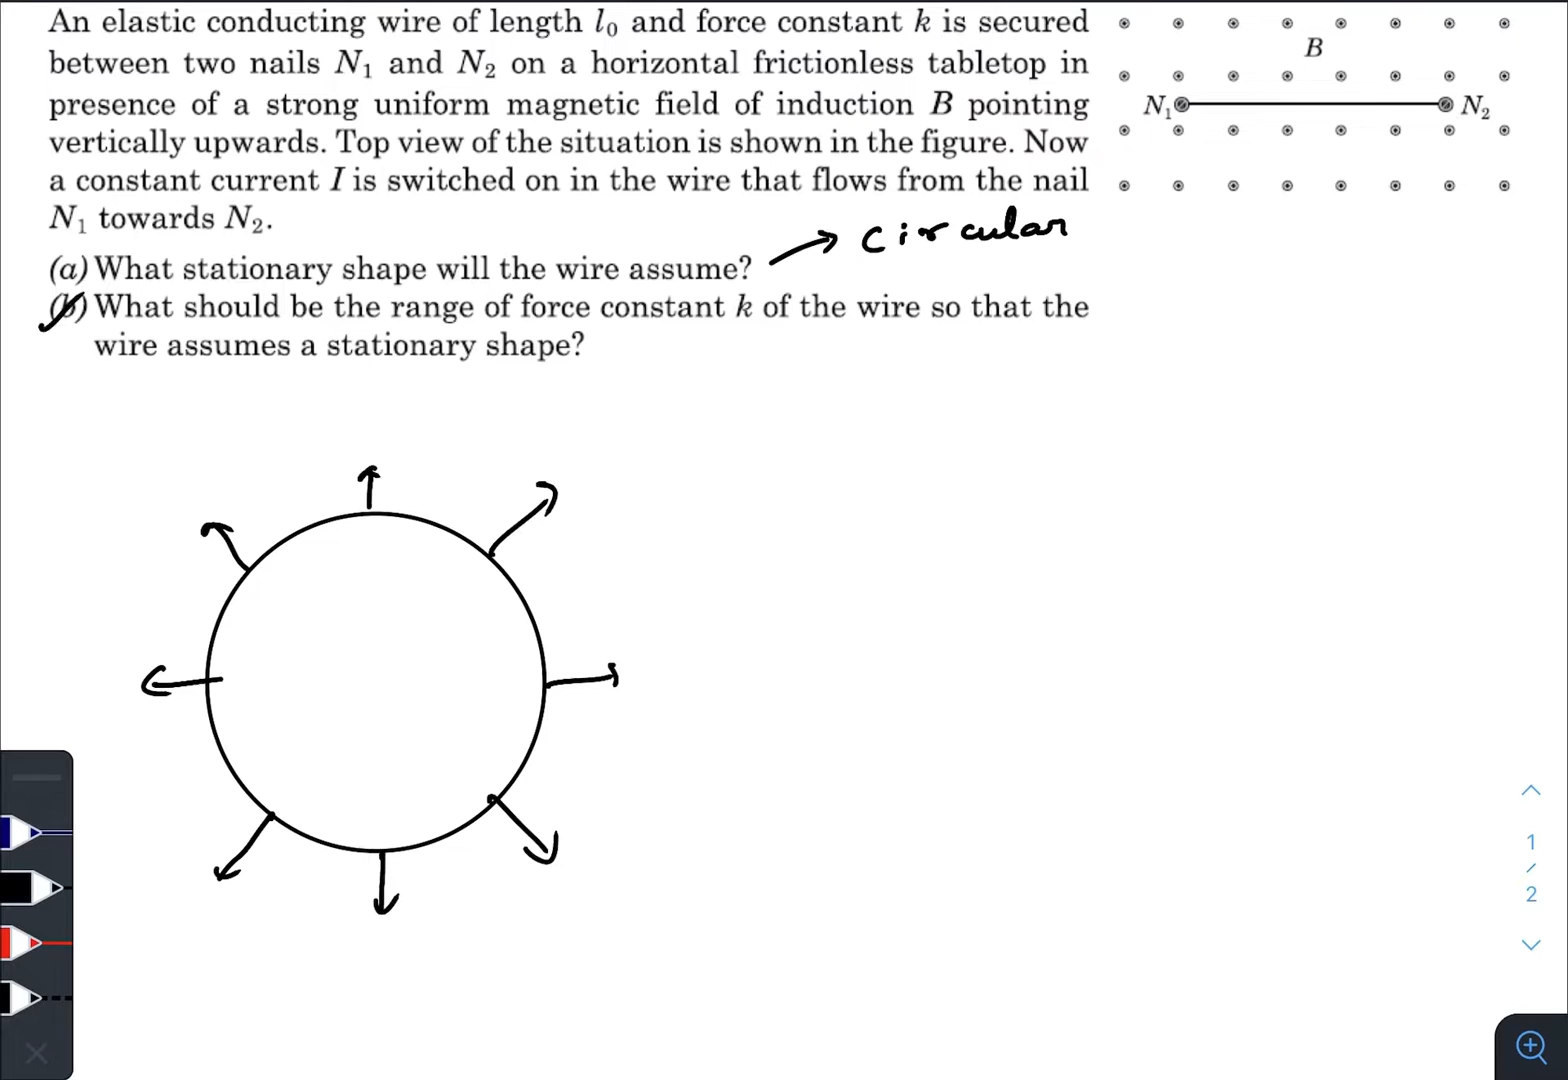 An elastic conducting wire of length l₀ and force constant k is secured
between two nails N₁ and N₂ on a horizontal frictionless tabletop in
presence of a strong uniform magnetic field of induction B pointing
vertically upwards. Top view of the situation is shown in the figure. Now
a constant current I is switched on in the wire that flows from the nail
N₁ towards N₂.
(a) What stationary shape will the wire assume?
circular
(b) What should be the range of force constant k of the wire so that the
wire assumes a stationary shape?
B
N₁ N₂
1
/
2